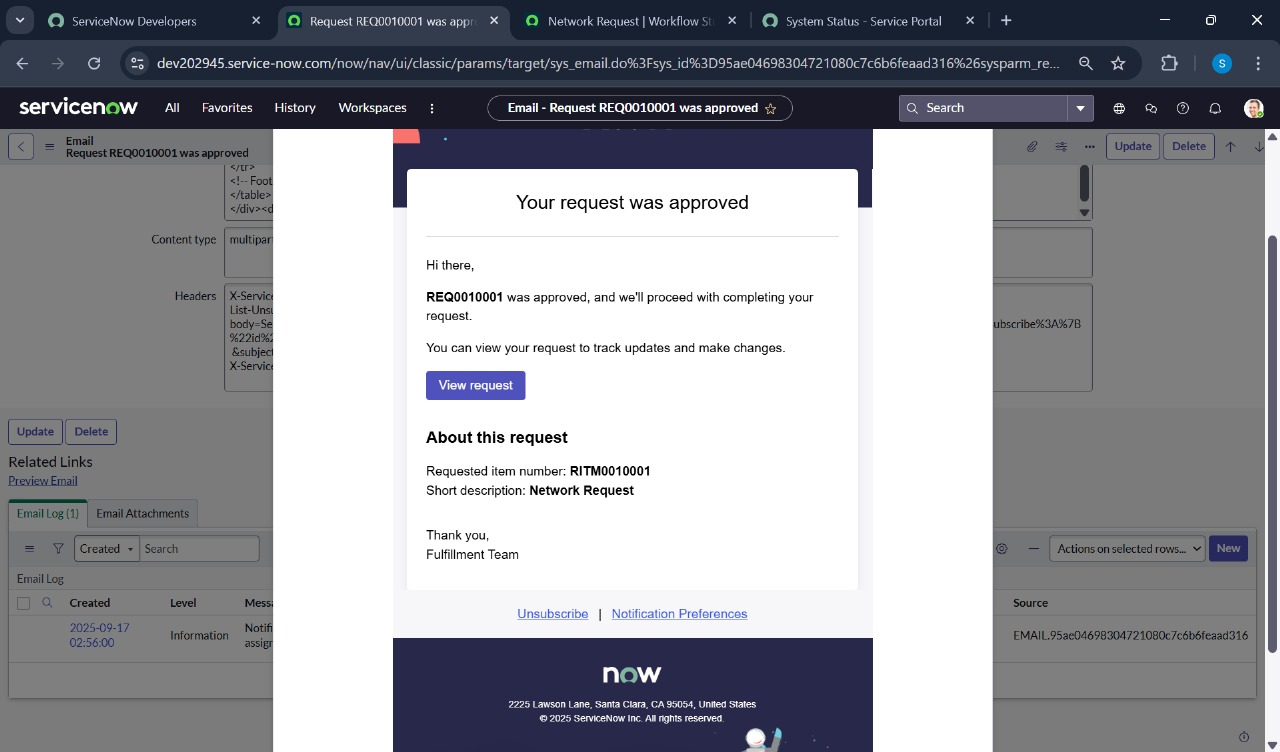 ServiceNow Developers
Request REQ0010001 was appr
Network Request | Workflow St
System Status - Service Portal
dev202945.service-now.com/now/nav/ui/classic/params/target/sys_email.do%3Fsys_id%3D95ae04698304721080c7c6b6feaad316%26sysparm_re...
S
servicenow
All
Favorites
History
Workspaces
Email - Request REQ0010001 was approved
Search
Email
Request REQ0010001 was approved
Update
Delete
</tr>
<!-- Foot
</table>
</div><d
Content type
multipar
Headers
X-Service
List-Unsu
body=Se
ubscribe%3A%7B
%22id%2
&subject
X-Service
Your request was approved
Hi there,
REQ0010001 was approved, and we'll proceed with completing your
request.
You can view your request to track updates and make changes.
View request
About this request
Requested item number: RITM0010001
Short description: Network Request
Thank you,
Fulfillment Team
Unsubscribe | Notification Preferences
now
2225 Lawson Lane, Santa Clara, CA 95054, United States
© 2025 ServiceNow Inc. All rights reserved.
Update
Delete
Related Links
Preview Email
Email Log (1)
Email Attachments
Created
Search
Actions on selected rows...
New
Email Log
Created
Level
Messa
Source
2025-09-17
02:56:00
Information
Notifi
assign
EMAIL.95ae04698304721080c7c6b6feaad316